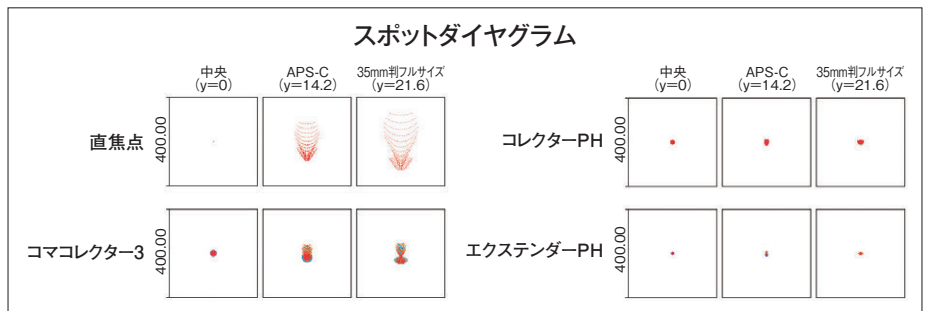 スポットダイヤグラム
中央
(y=0)
APS-C
(y=14.2)
35mm判フルサイズ
(y=21.6)
直焦点
400.00
コマコレクター3
400.00
中央
(y=0)
APS-C
(y=14.2)
35mm判フルサイズ
(y=21.6)
コレクターPH
400.00
エクステンダーPH
400.00